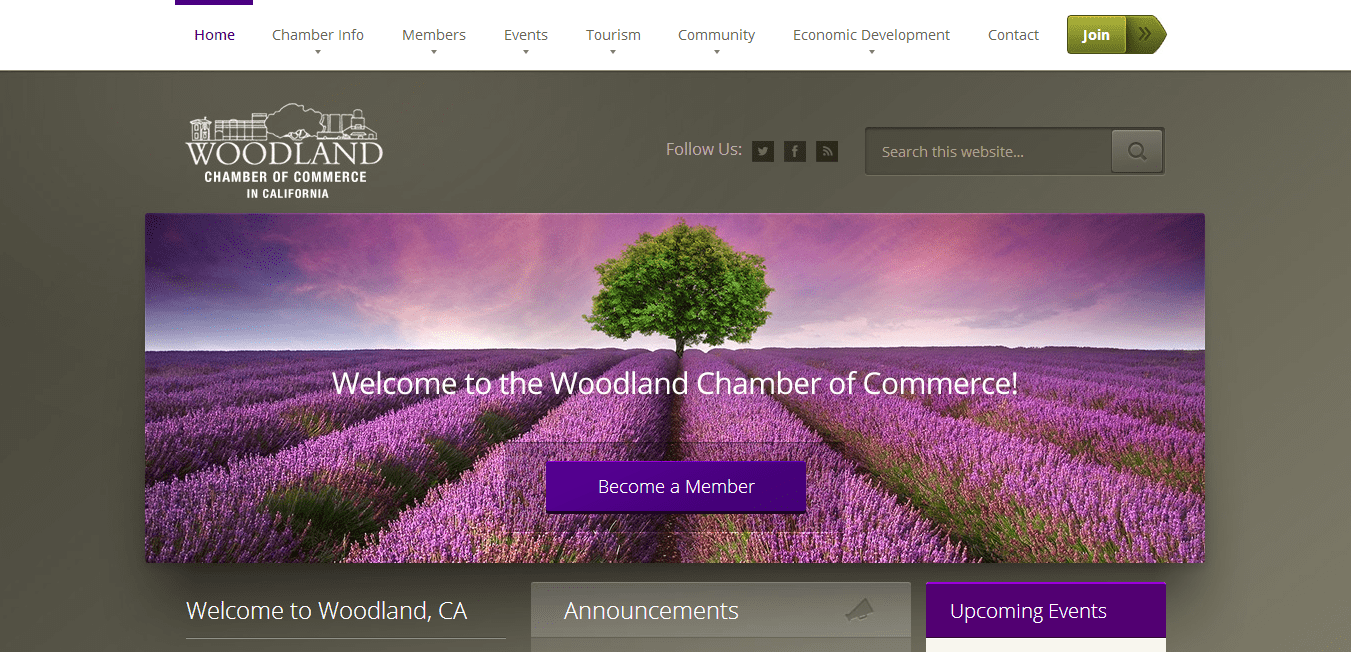 Home
Chamber Info
Members
Events
Tourism
Community
Economic Development
Contact
Join
WOODLAND
CHAMBER OF COMMERCE
IN CALIFORNIA
Follow Us:
Search this website...
Welcome to the Woodland Chamber of Commerce!
Become a Member
Welcome to Woodland, CA
Announcements
Upcoming Events